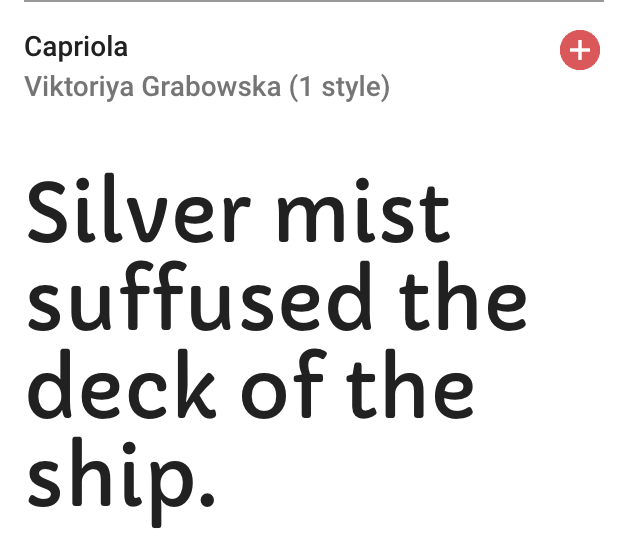 Capriola
Viktoriya Grabowska (1 style)
Silver mist
suffused the
deck of the
ship.